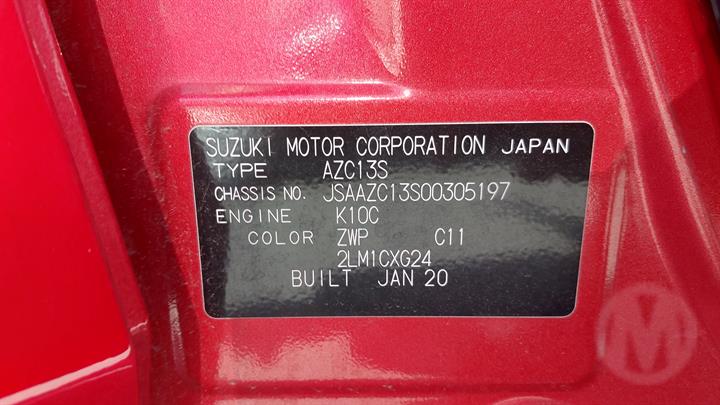 SUZUKI MOTOR CORPORATION JAPAN
TYPE AZC13S
CHASSIS NO. JSAAZC13S00305197
ENGINE K10C
COLOR ZWP C11
2LM1CXG24
BUILT JAN 20
M